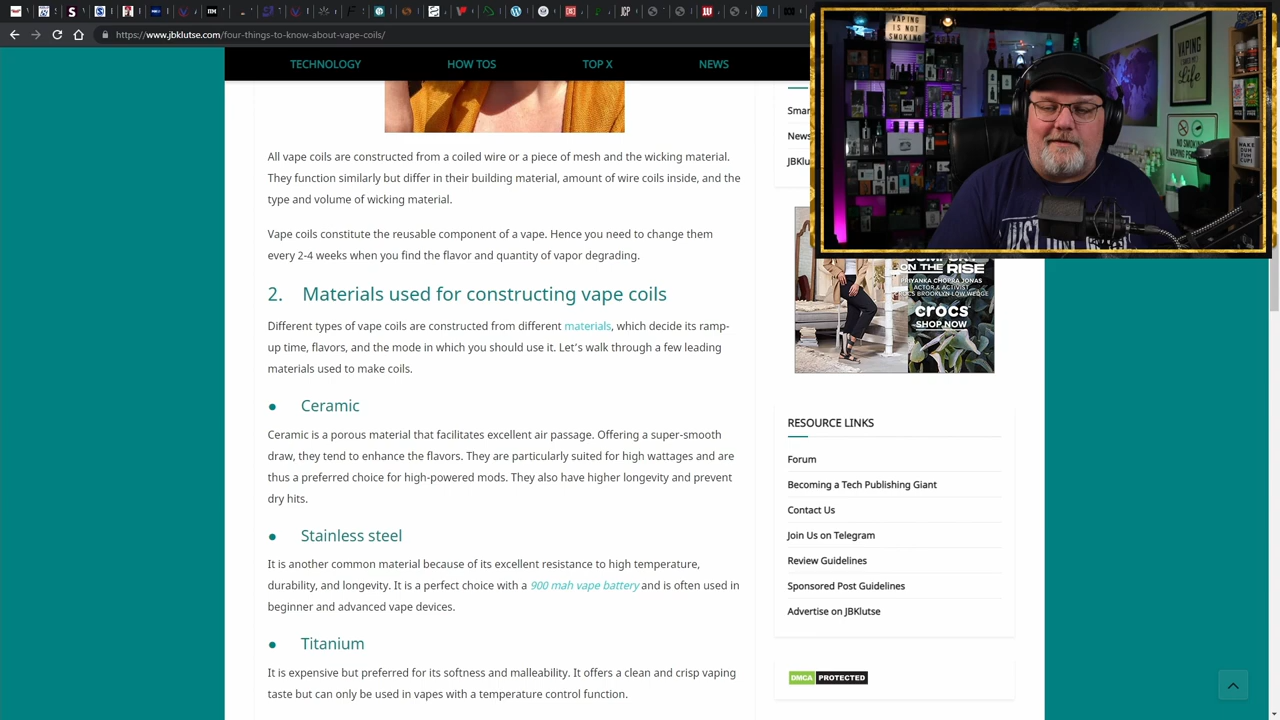 https://www.jbklutse.com/four-things-to-know-about-vape-coils/
TECHNOLOGY
HOW TOS
TOP X
NEWS
All vape coils are constructed from a coiled wire or a piece of mesh and the wicking material.
They function similarly but differ in their building material, amount of wire coils inside, and the
type and volume of wicking material.
Vape coils constitute the reusable component of a vape. Hence you need to change them
every 2-4 weeks when you find the flavor and quantity of vapor degrading.
2. Materials used for constructing vape coils
Different types of vape coils are constructed from different materials, which decide its ramp-
up time, flavors, and the mode in which you should use it. Let's walk through a few leading
materials used to make coils.
● Ceramic
Ceramic is a porous material that facilitates excellent air passage. Offering a super-smooth
draw, they tend to enhance the flavors. They are particularly suited for high wattages and are
thus a preferred choice for high-powered mods. They also have higher longevity and prevent
dry hits.
● Stainless steel
It is another common material because of its excellent resistance to high temperature,
durability, and longevity. It is a perfect choice with a 900 mah vape battery and is often used in
beginner and advanced vape devices.
● Titanium
It is expensive but preferred for its softness and malleability. It offers a clean and crisp vaping
taste but can only be used in vapes with a temperature control function.
Smar
News
JBKlu
ON THE RISE
PRIYANKA CHOPRA JONAS
ACTOR & ACTIVIST
CROCS BROOKLYN LOW WEDGE
crocs
SHOP NOW
RESOURCE LINKS
Forum
Becoming a Tech Publishing Giant
Contact Us
Join Us on Telegram
Review Guidelines
Sponsored Post Guidelines
Advertise on JBKlutse
DMCA PROTECTED
VAPING
IS NOT
SMOKING
VAPING
Life
NO SMOKING
WAKE
CUP!